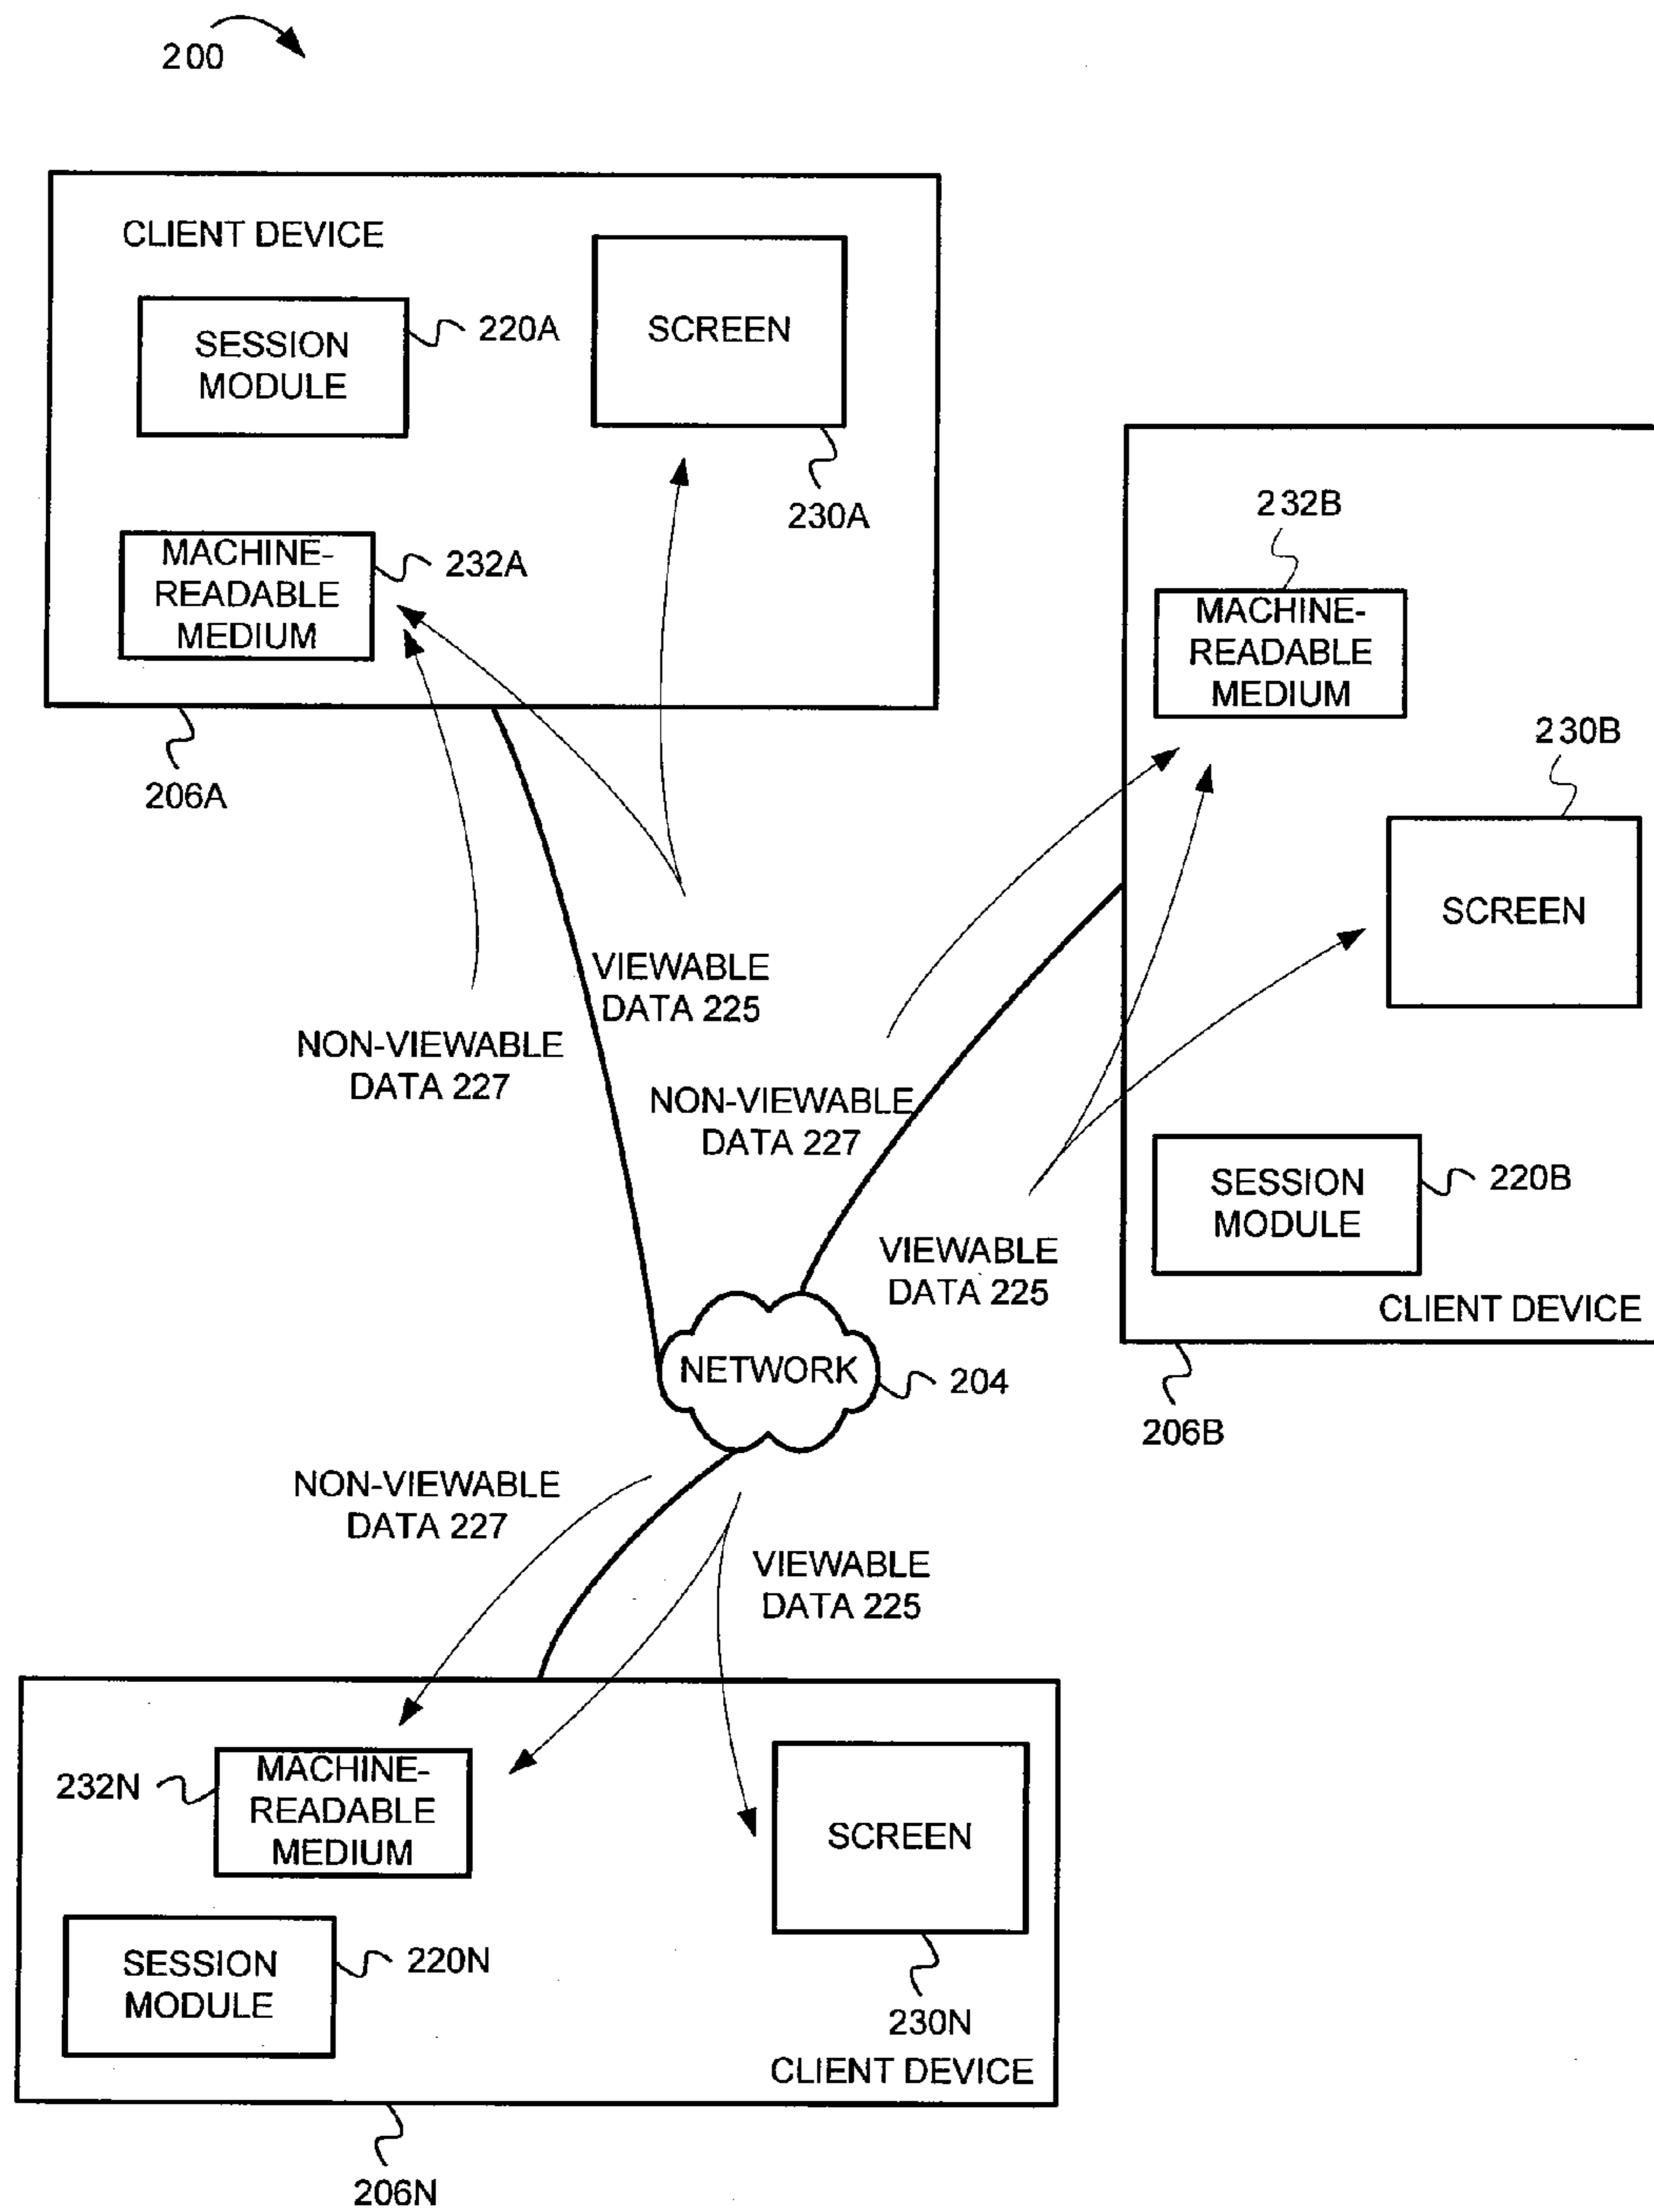 200
CLIENT DEVICE
SESSION
MODULE
220A
SCREEN
230A
MACHINE-
READABLE
MEDIUM
232A
206A
232B
MACHINE-
READABLE
MEDIUM
230B
SCREEN
SESSION
MODULE
220B
CLIENT DEVICE
206B
VIEWABLE
DATA 225
NON-VIEWABLE
DATA 227
NON-VIEWABLE
DATA 227
VIEWABLE
DATA 225
NETWORK
204
NON-VIEWABLE
DATA 227
VIEWABLE
DATA 225
232N
MACHINE-
READABLE
MEDIUM
SCREEN
SESSION
MODULE
220N
230N
CLIENT DEVICE
206N